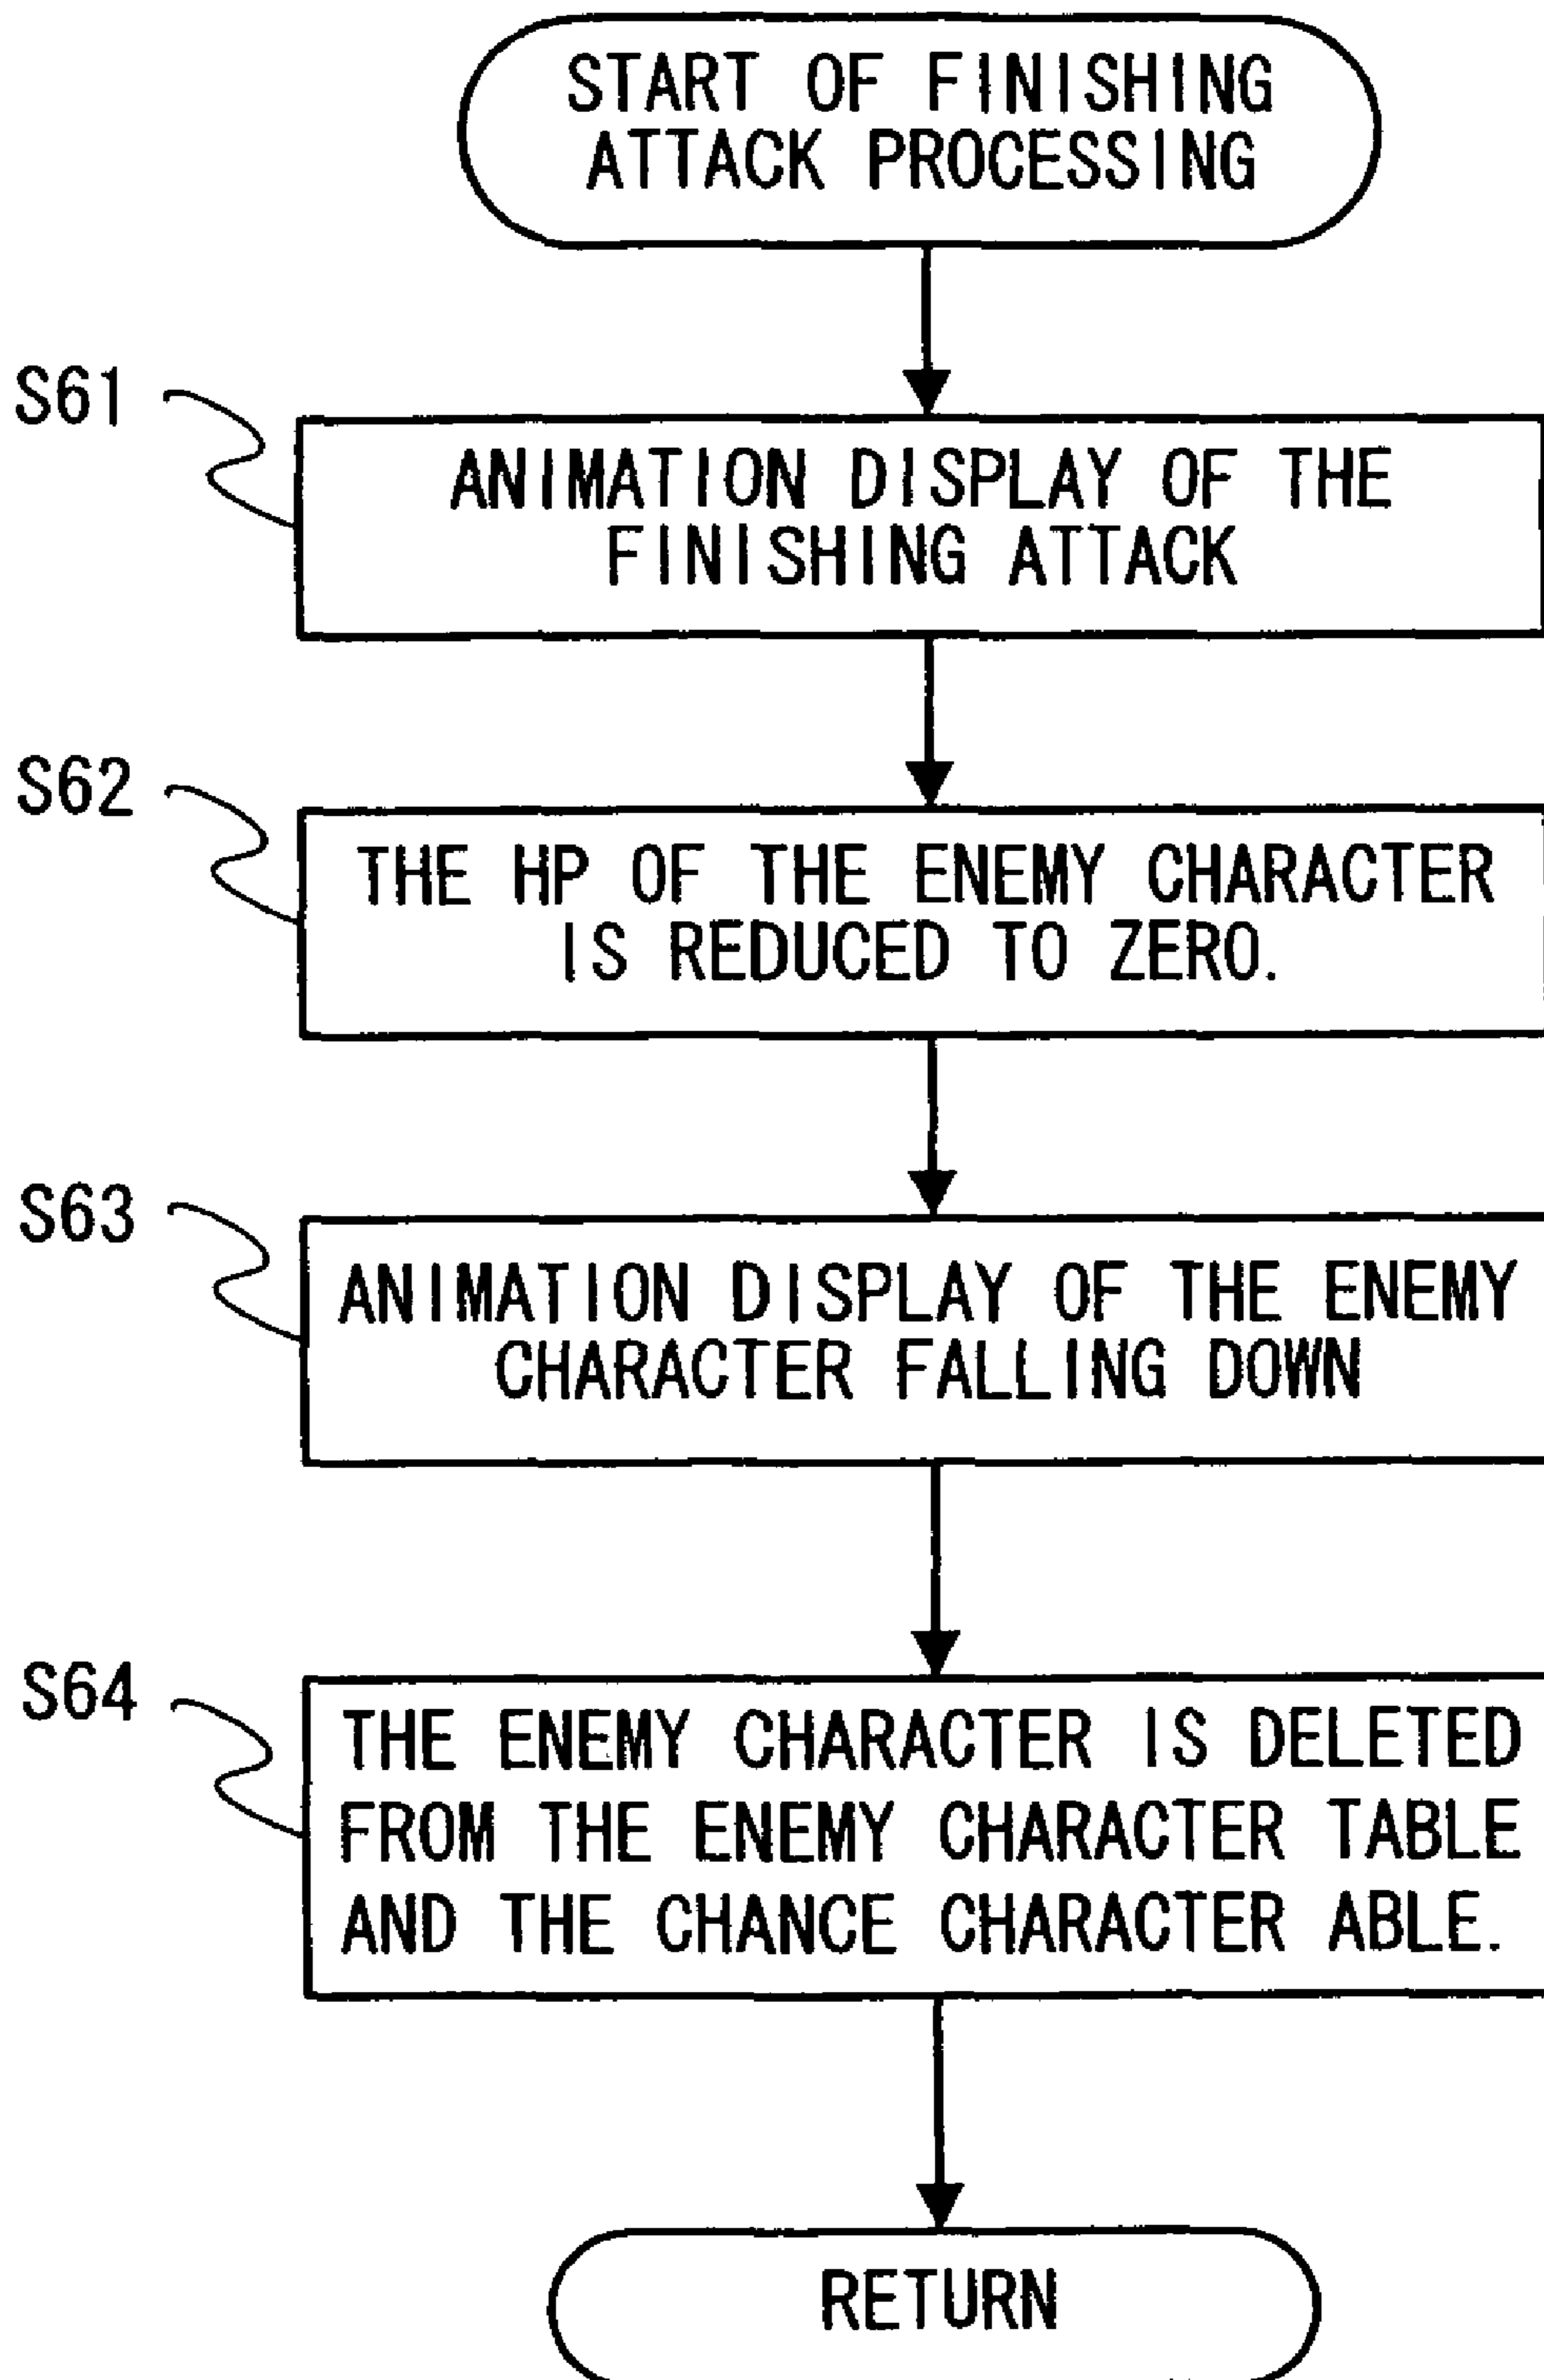 START OF FINISHING
ATTACK PROCESSING
S61
ANIMATION DISPLAY OF THE
FINISHING ATTACK
S62
THE HP OF THE ENEMY CHARACTER
IS REDUCED TO ZERO.
S63
ANIMATION DISPLAY OF THE ENEMY
CHARACTER FALLING DOWN
S64
THE ENEMY CHARACTER IS DELETED
FROM THE ENEMY CHARACTER TABLE
AND THE CHANCE CHARACTER ABLE.
RETURN